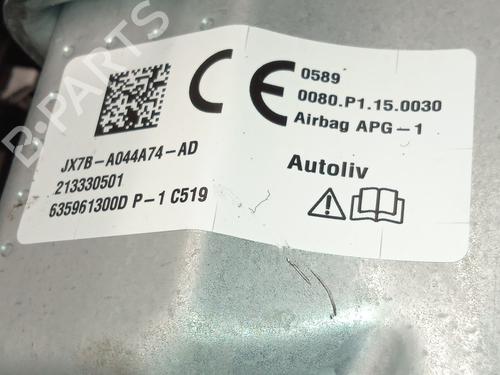 CE
0589
0080.P1.15.0030
Airbag APG-1
JX7B-A044A74-AD
213330501
635961300D P-1 C519
Autoliv
B-PARTS